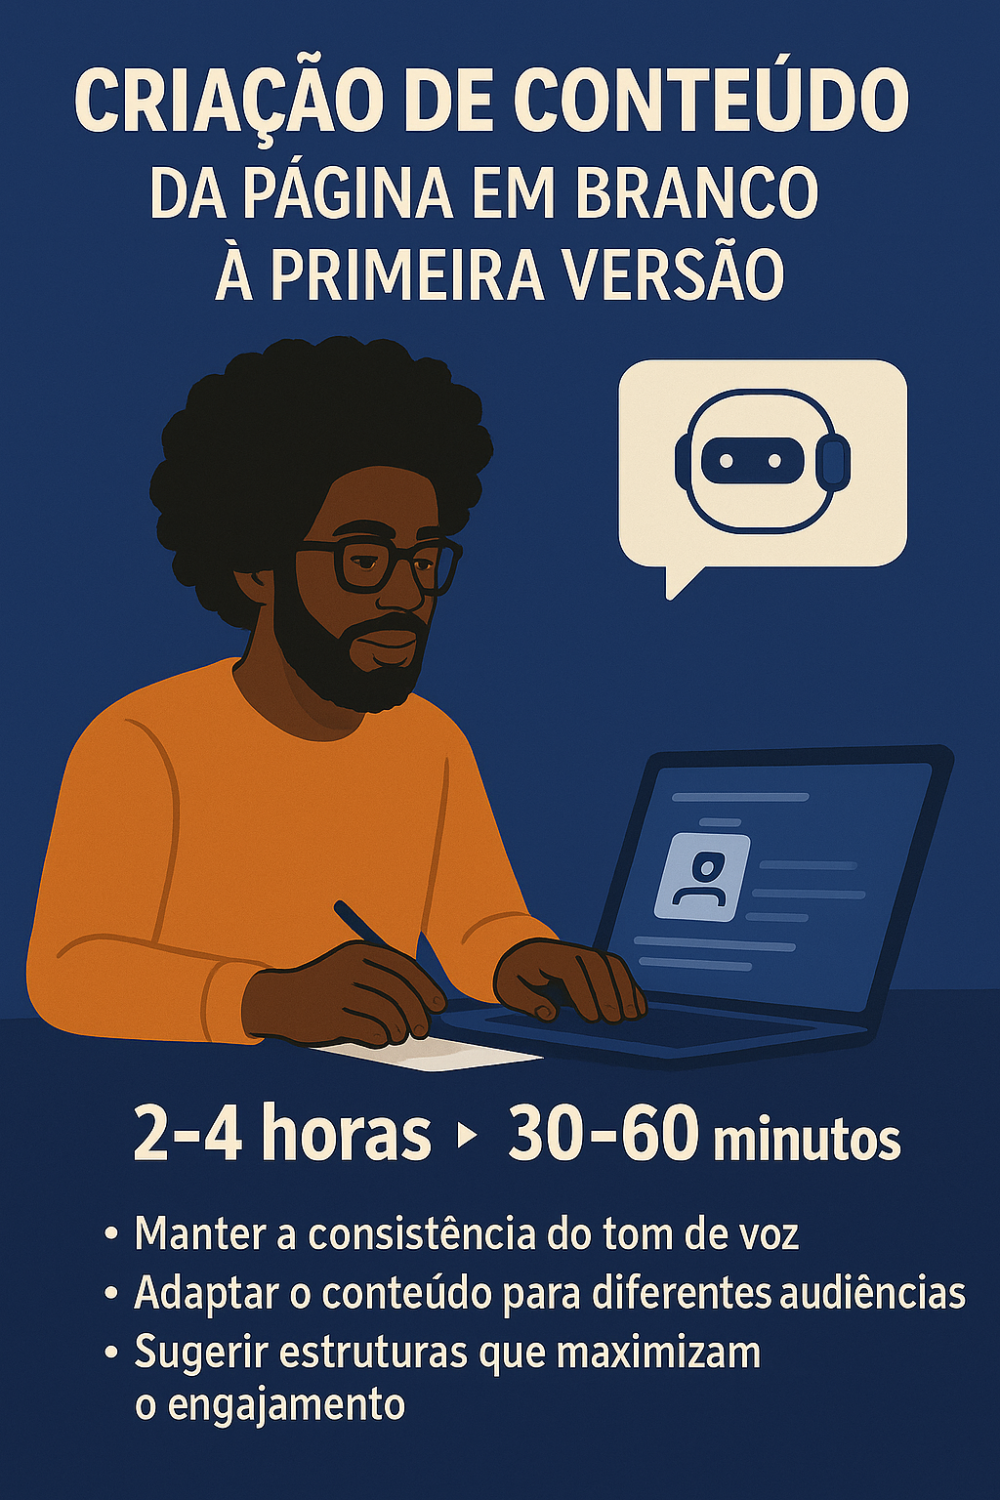 CRIAÇÃO DE CONTEÚDO
DA PÁGINA EM BRANCO
À PRIMEIRA VERSÃO
2-4 horas ▸ 30-60 minutos
• Manter a consistência do tom de voz
• Adaptar o conteúdo para diferentes audiências
• Sugerir estruturas que maximizam
o engajamento